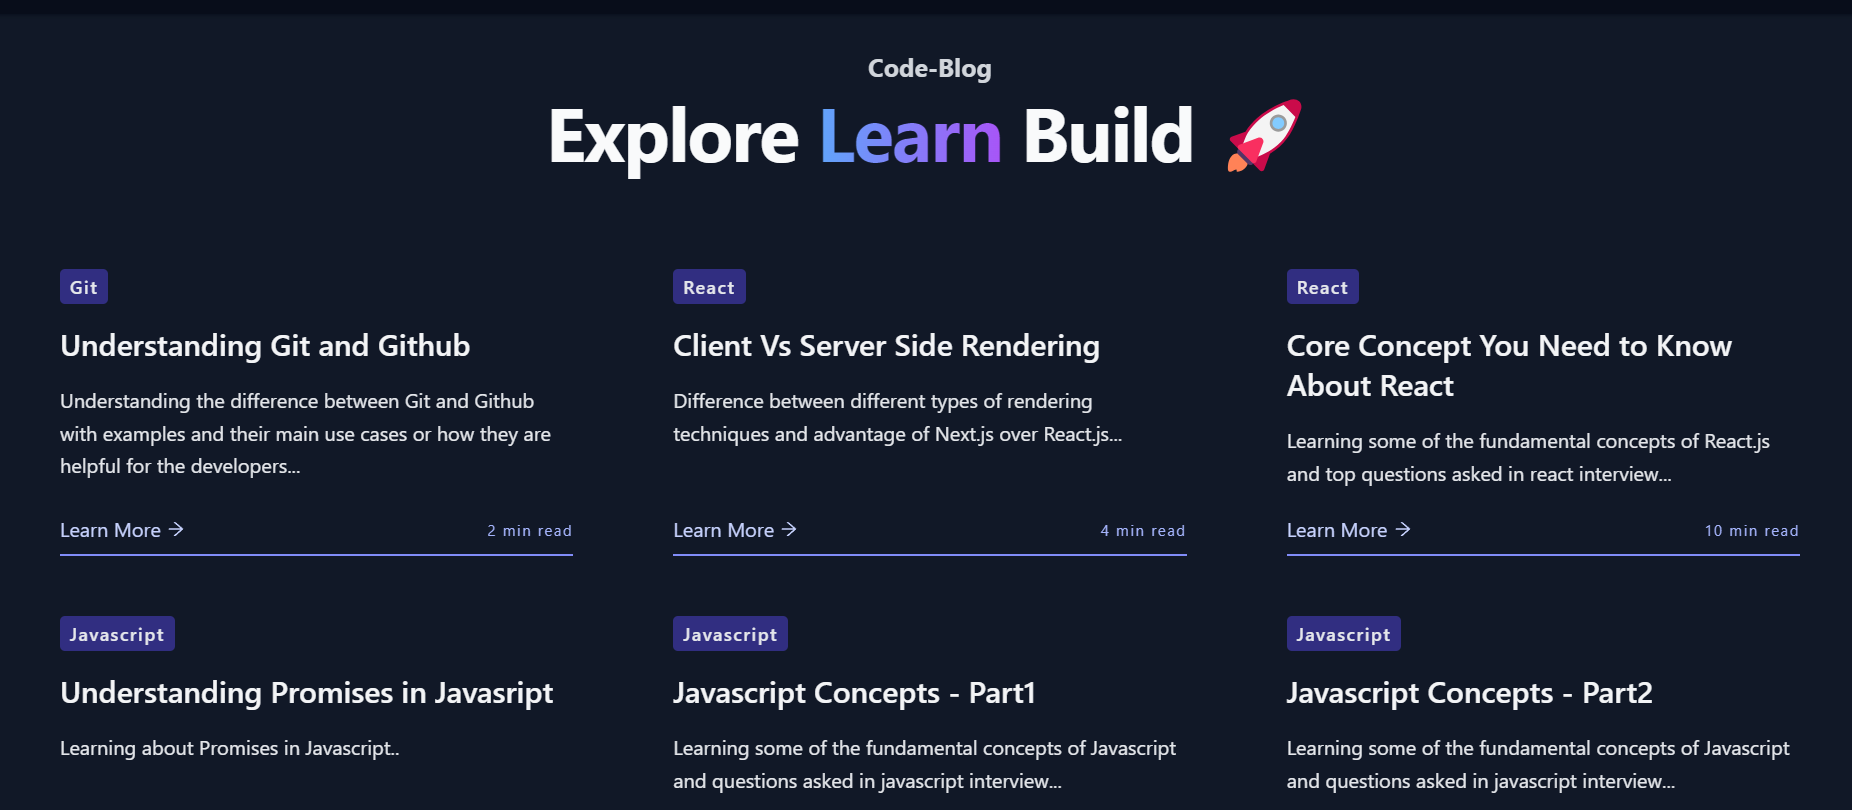 Code-Blog
Explore Learn Build 🚀
Git
Understanding Git and Github
Understanding the difference between Git and Github
with examples and their main use cases or how they are
helpful for the developers...
Learn More →
2 min read
React
Client Vs Server Side Rendering
Difference between different types of rendering
techniques and advantage of Next.js over React.js...
Learn More →
4 min read
React
Core Concept You Need to Know
About React
Learning some of the fundamental concepts of React.js
and top questions asked in react interview...
Learn More →
10 min read
Javascript
Understanding Promises in Javasript
Learning about Promises in Javascript..
Javascript
Javascript Concepts - Part1
Learning some of the fundamental concepts of Javascript
and questions asked in javascript interview...
Javascript
Javascript Concepts - Part2
Learning some of the fundamental concepts of Javascript
and questions asked in javascript interview...